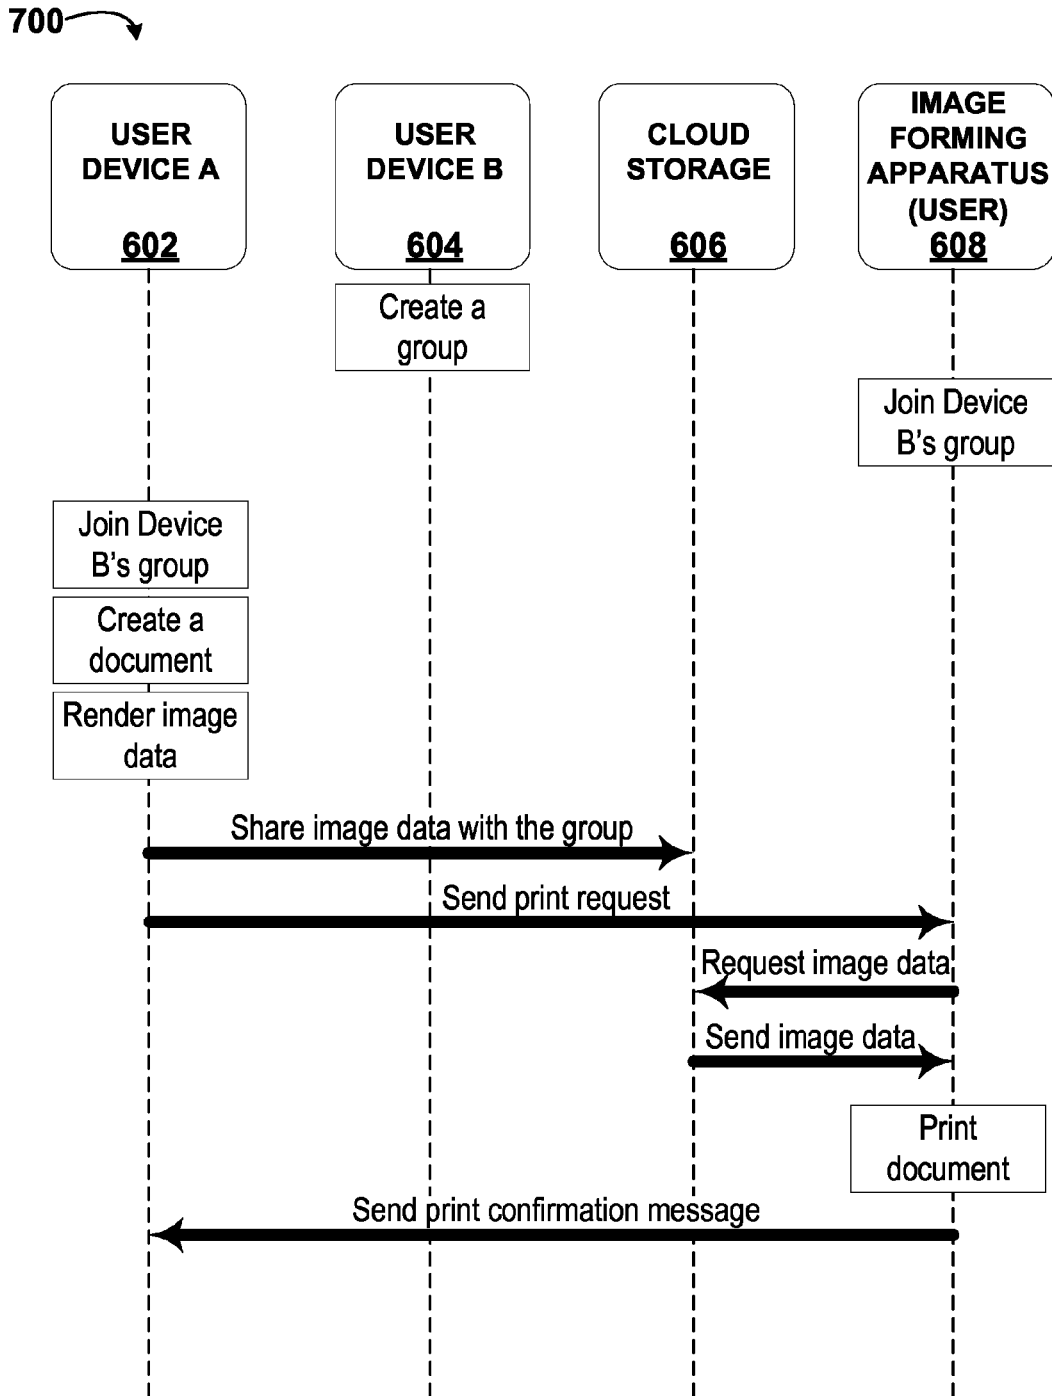 700
USER
DEVICE A
602
USER
DEVICE B
604
CLOUD
STORAGE
606
IMAGE
FORMING
APPARATUS
(USER)
608
Create a
group
Join Device
B's group
Join Device
B's group
Create a
document
Render image
data
Share image data with the group
Send print request
Request image data
Send image data
Print
document
Send print confirmation message